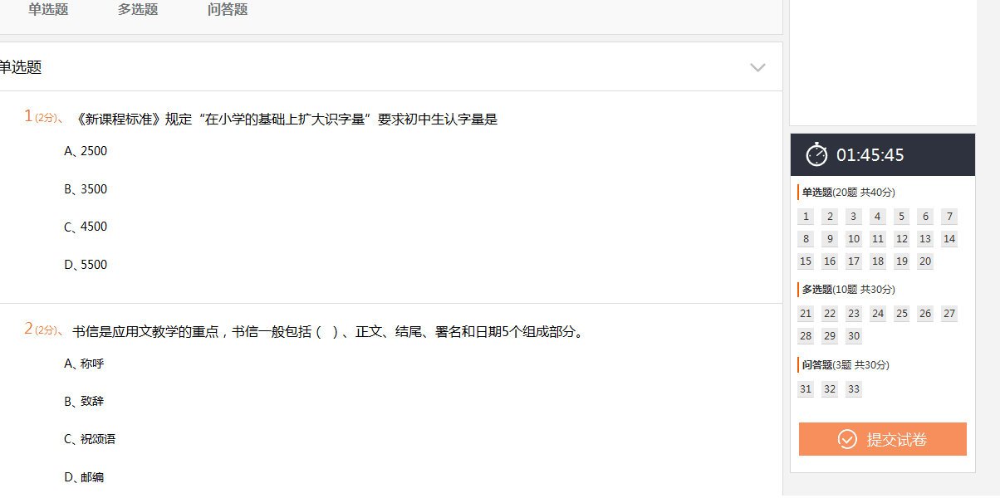 单选题 多选题 问答题
单选题
1(2分)、 《新课程标准》规定“在小学的基础上扩大识字量”要求初中生认字量是
A、2500
B、3500
C、4500
D、5500
2(2分)、 书信是应用文教学的重点，书信一般包括（ ）、正文、结尾、署名和日期5个组成部分。
A、称呼
B、致辞
C、祝颂语
D、邮编
01:45:45
单选题(20题 共40分)
1 2 3 4 5 6 7
8 9 10 11 12 13 14
15 16 17 18 19 20
多选题(10题 共30分)
21 22 23 24 25 26 27
28 29 30
问答题(3题 共30分)
31 32 33
提交试卷